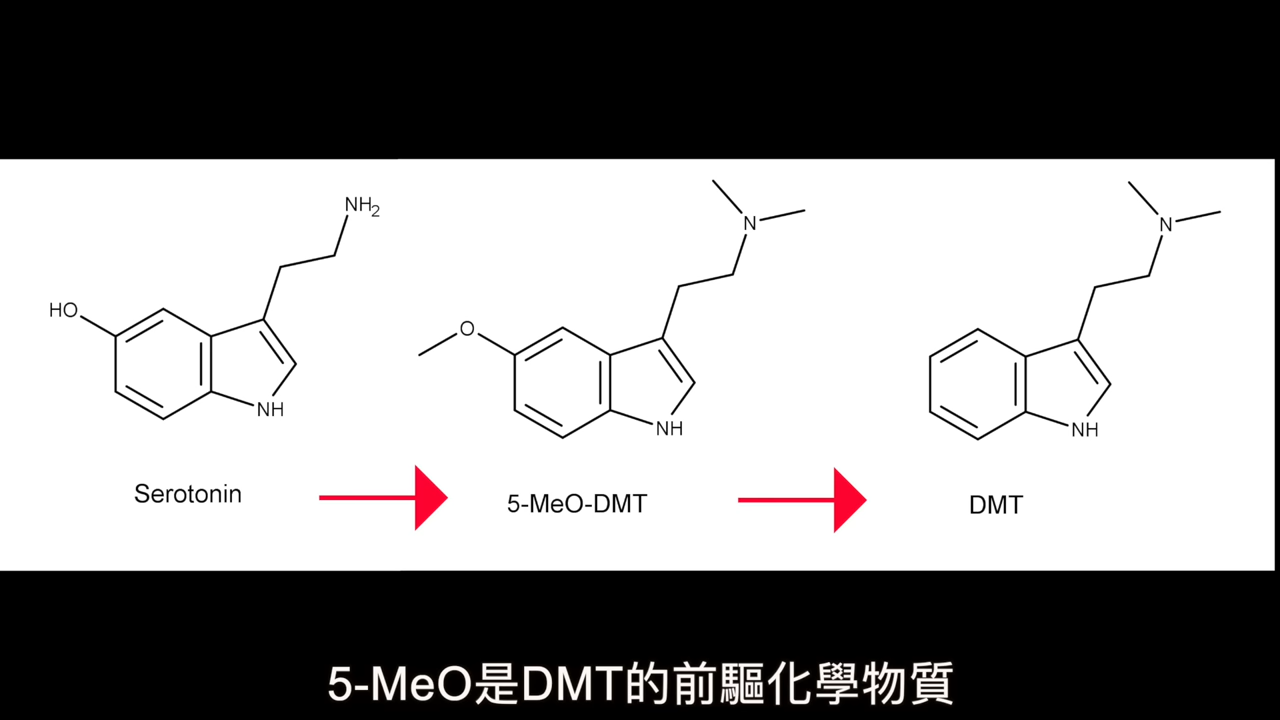 NH2
HO
NH
O
N
NH
N
NH
Serotonin
5-MeO-DMT
DMT
5-MeO是DMT的前驅化學物質